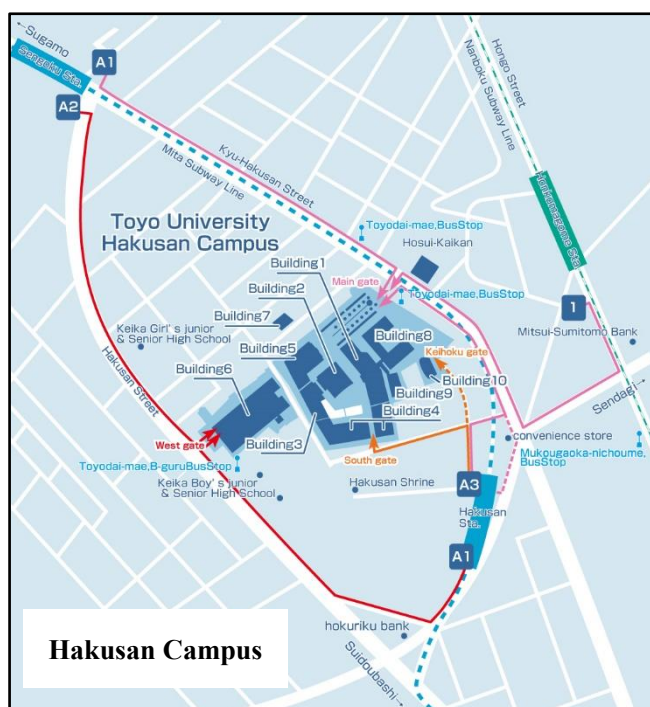 ←Sugamo
Sengoku Sta.
A1
A2
Hongo Street
Nanboku Subway Line
Kyu-Hakusan Street
Mita Subway Line
Honkomagome Sta.
Toyo University
Hakusan Campus
Toyodai-mae,BusStop
Hosui-Kaikan
Building1
Main gate
Toyodai-mae,BusStop
Building2
1
Building7
Mitsui-Sumitomo Bank
Building8
Keika Girl's junior
& Senior High School
Building5
Keihoku gate
Building10
Building6
Building9
Sendagi→
Hakusan Street
Building4
West gate
Building3
convenience store
Toyodai-mae,B-guruBusStop
South gate
Mukougaoka-nichoume,
BusStop
Keika Boy's junior
& Senior High School
Hakusan Shrine
A3
Hakusan
Sta.
A1
hokuriku bank
Hakusan Campus
Suidoubashi→